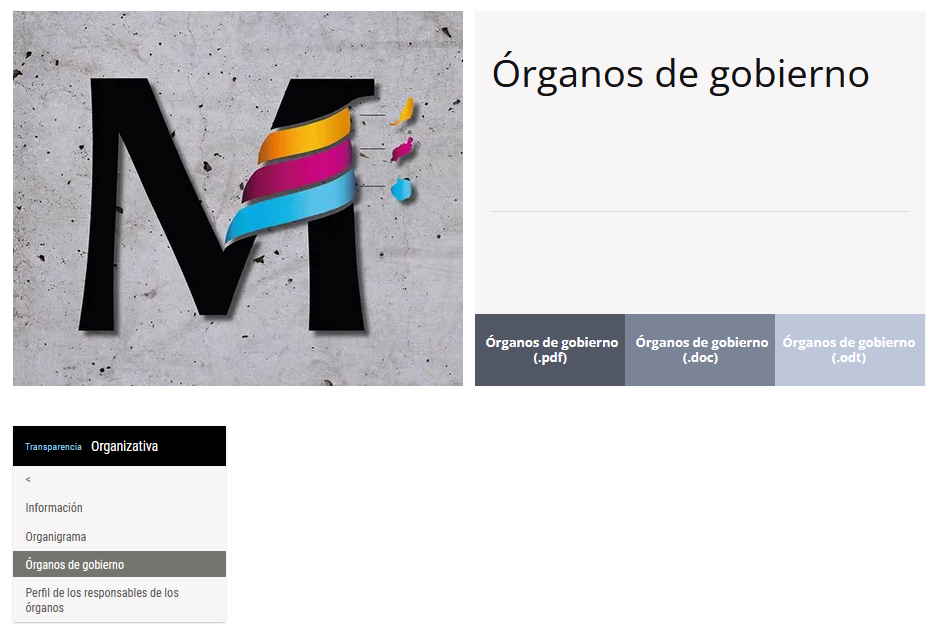 M
Órganos de gobierno
Órganos de gobierno
(.pdf)
Órganos de gobierno
(.doc)
Órganos de gobierno
(.odt)
Transparencia Organizativa
<
Información
Organigrama
Órganos de gobierno
Perfil de los responsables de los
órganos